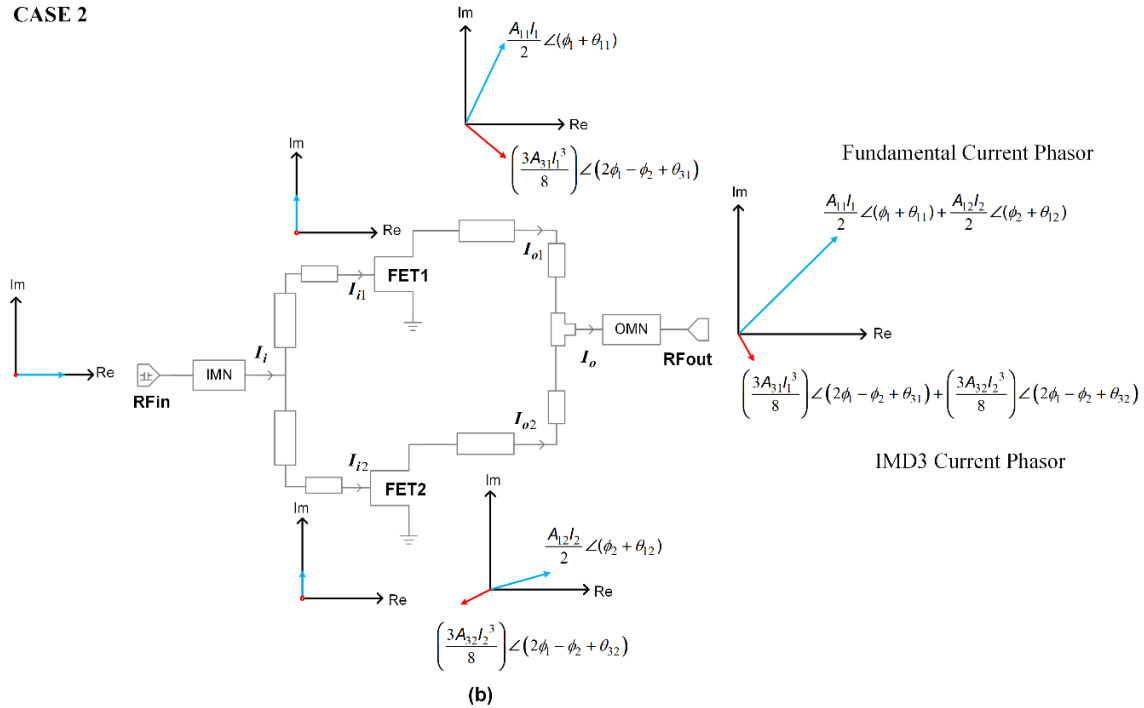 CASE 2
Im
Re
A₁₁I₁/2 ∠(ϕ₁ + θ₁₁)
(3A₃₁I₁³/8) ∠(2ϕ₁ − ϕ₂ + θ₃₁)
Im
Re
Fundamental Current Phasor
Im
Re
A₁₁I₁/2 ∠(ϕ₁ + θ₁₁) + A₁₂I₂/2 ∠(ϕ₂ + θ₁₂)
(3A₃₁I₁³/8) ∠(2ϕ₁ − ϕ₂ + θ₃₁) + (3A₃₂I₂³/8) ∠(2ϕ₁ − ϕ₂ + θ₃₂)
IMD3 Current Phasor
Im
Re
RFin
IMN
Iᵢ
Iᵢ₁
FET1
Iₒ₁
Iₒ
OMN
RFout
Iₒ₂
Iᵢ₂
FET2
Im
Re
Im
Re
A₁₂I₂/2 ∠(ϕ₂ + θ₁₂)
(3A₃₂I₂³/8) ∠(2ϕ₁ − ϕ₂ + θ₃₂)
(b)